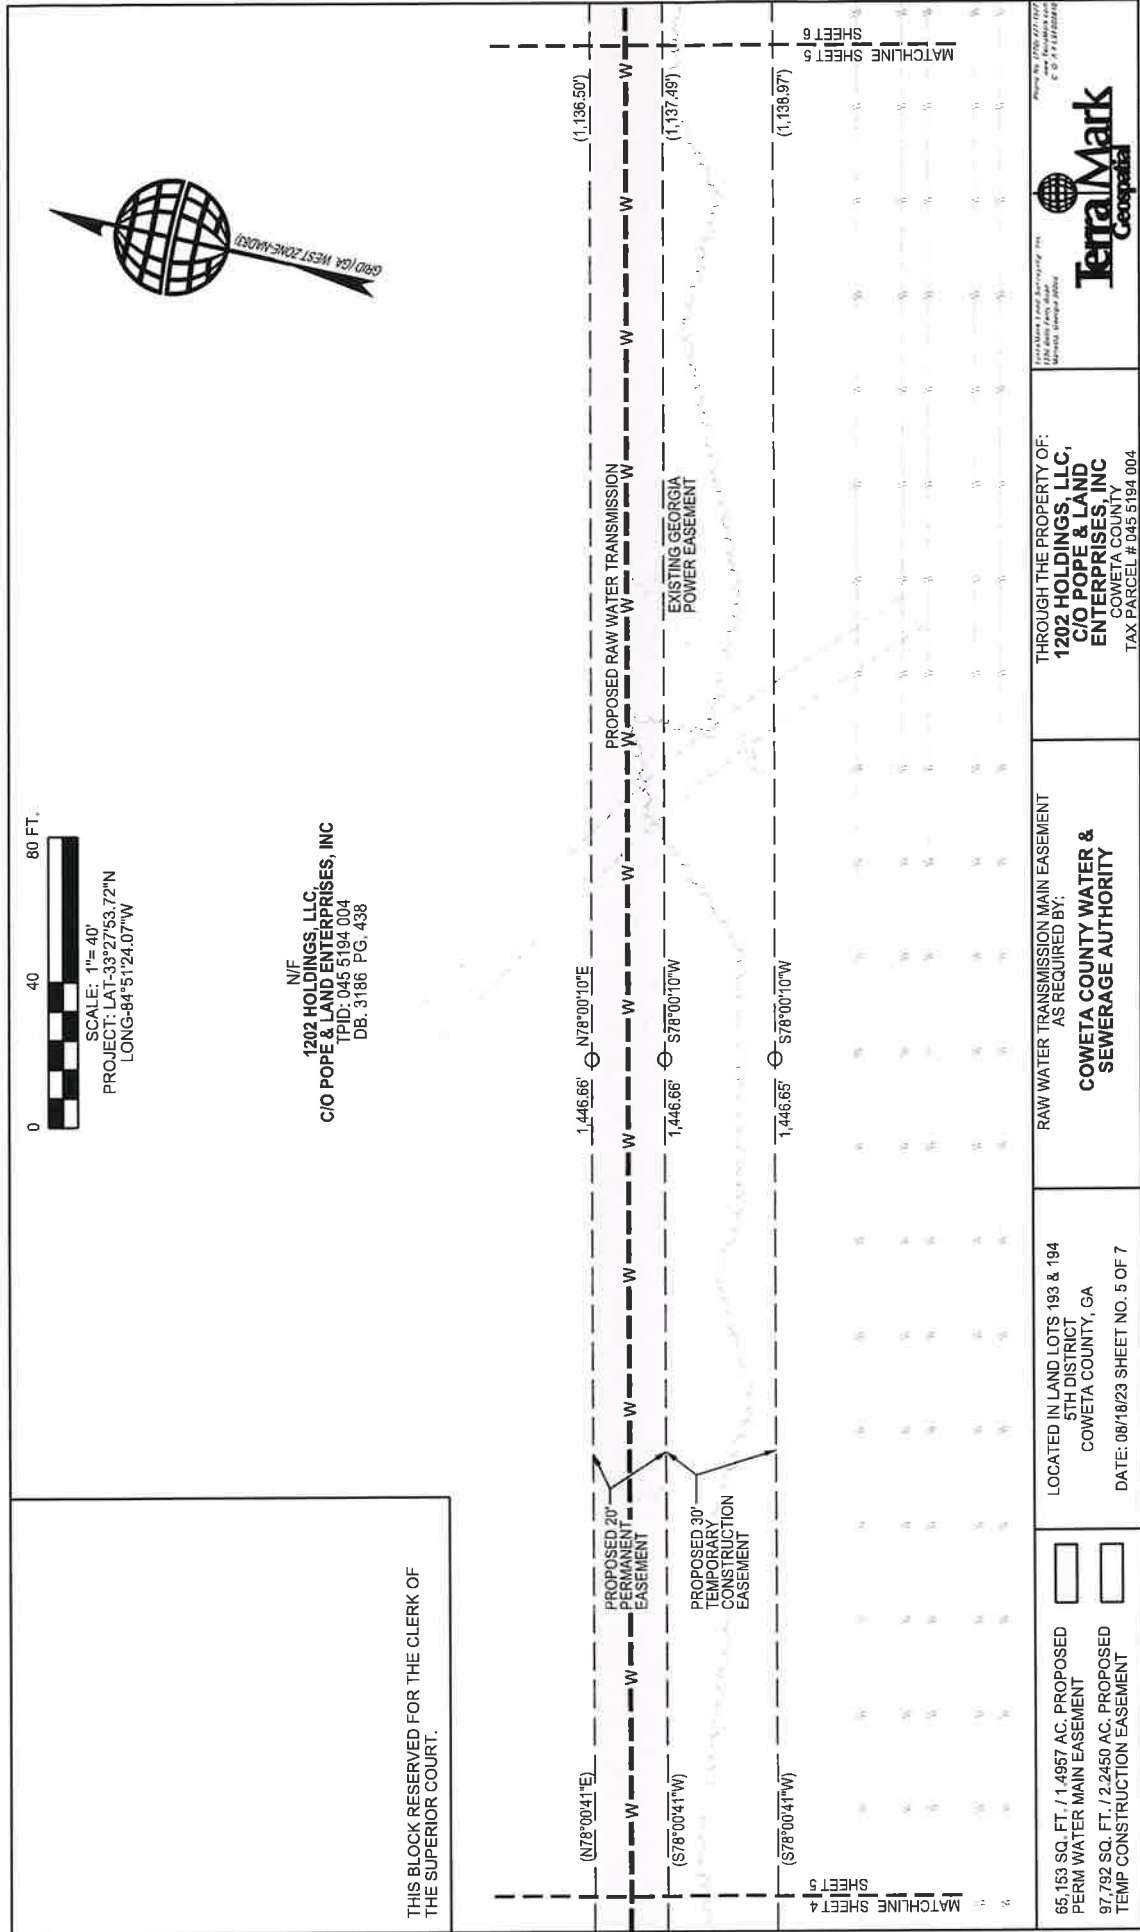 THIS BLOCK RESERVED FOR THE CLERK OF
THE SUPERIOR COURT.
0 40 80 FT.
SCALE: 1"= 40'
PROJECT: LAT-33°27'53.72"N
LONG-84°51'24.07"W
GRID (GA WEST ZONE-NAD83)
N/F
1202 HOLDINGS, LLC,
C/O POPE & LAND ENTERPRISES, INC
TPID: 045 5194 004
DB. 3186 PG. 438
MATCHLINE SHEET 4
SHEET 5
(N78°00'41"E)
(S78°00'41"W)
(S78°00'41"W)
PROPOSED 20'
PERMANENT
EASEMENT
PROPOSED 30'
TEMPORARY
CONSTRUCTION
EASEMENT
1,446.66' N78°00'10"E
1,446.66' S78°00'10"W
1,446.65' S78°00'10"W
W W W W W W W W W W W W
PROPOSED RAW WATER TRANSMISSION
EXISTING GEORGIA
POWER EASEMENT
(1,136.50')
(1,137.49')
(1,138.97')
MATCHLINE SHEET 5
SHEET 6
65,153 SQ. FT. / 1.4957 AC. PROPOSED
PERM WATER MAIN EASEMENT
97,792 SQ. FT. / 2.2450 AC. PROPOSED
TEMP CONSTRUCTION EASEMENT
LOCATED IN LAND LOTS 193 & 194
5TH DISTRICT
COWETA COUNTY, GA
DATE: 08/18/23 SHEET NO. 5 OF 7
RAW WATER TRANSMISSION MAIN EASEMENT
AS REQUIRED BY:
COWETA COUNTY WATER &
SEWERAGE AUTHORITY
THROUGH THE PROPERTY OF:
1202 HOLDINGS, LLC,
C/O POPE & LAND
ENTERPRISES, INC
COWETA COUNTY
TAX PARCEL # 045 5194 004
TerraMark
Geospatial